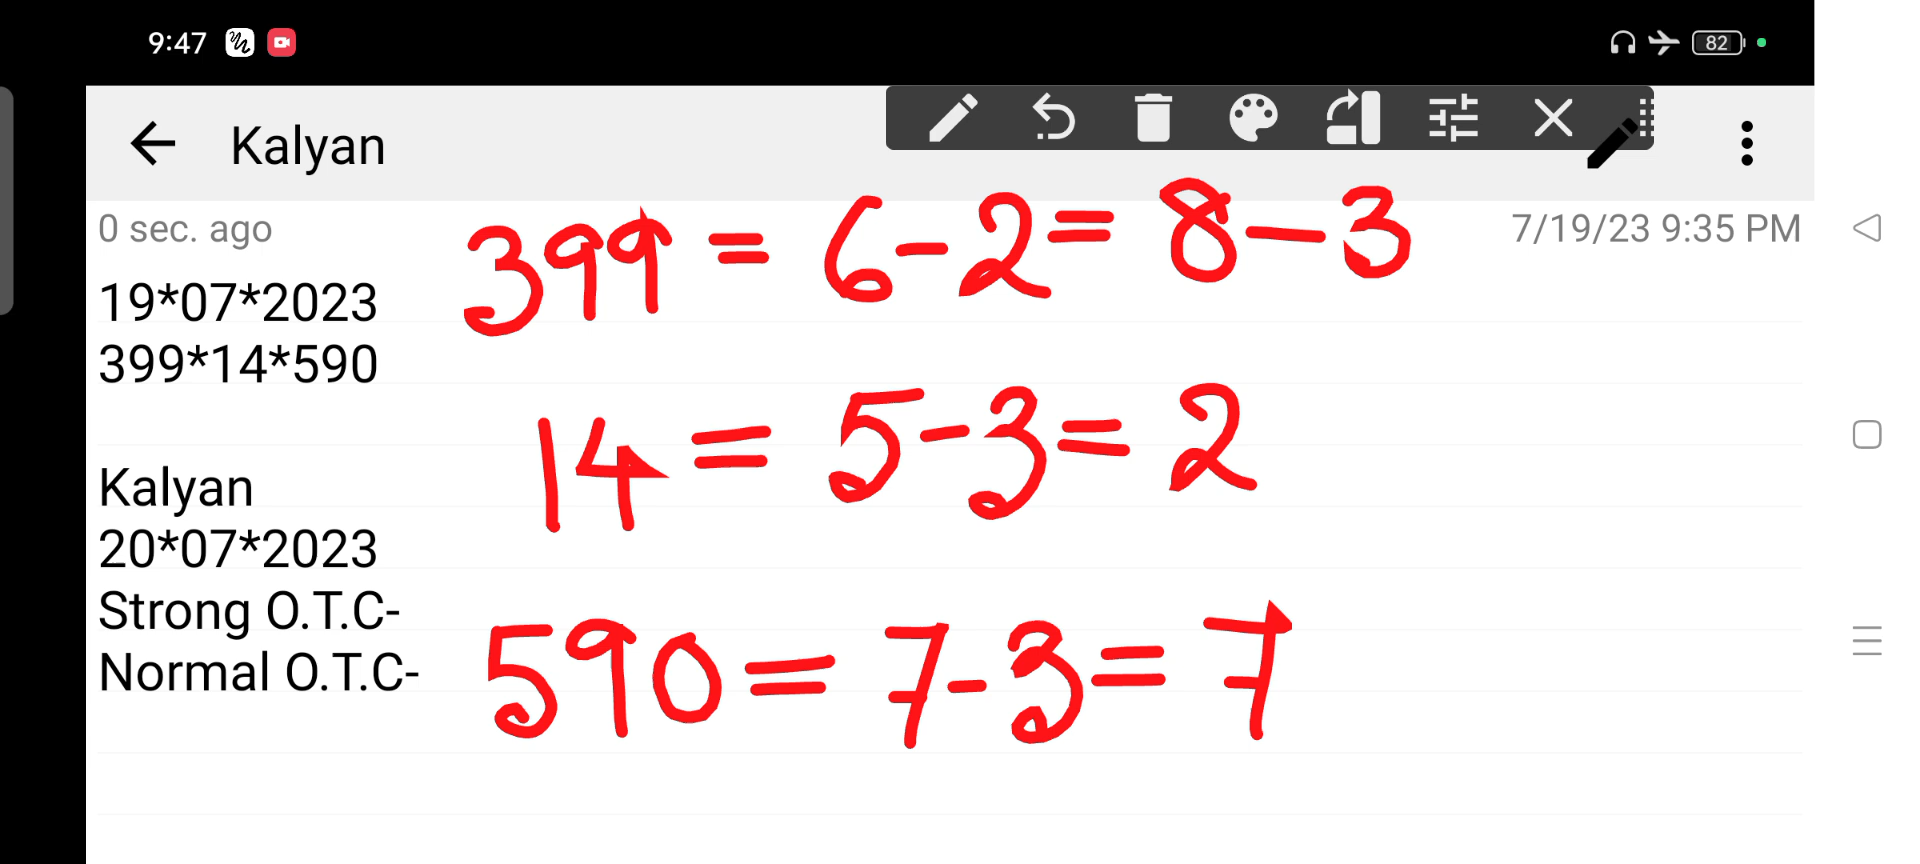 9:47
82
Kalyan
0 sec. ago
7/19/23 9:35 PM
19*07*2023
399*14*590
Kalyan
20*07*2023
Strong O.T.C-
Normal O.T.C-
399 = 6-2= 8-3
14 = 5-3= 2
590= 7-3= 7